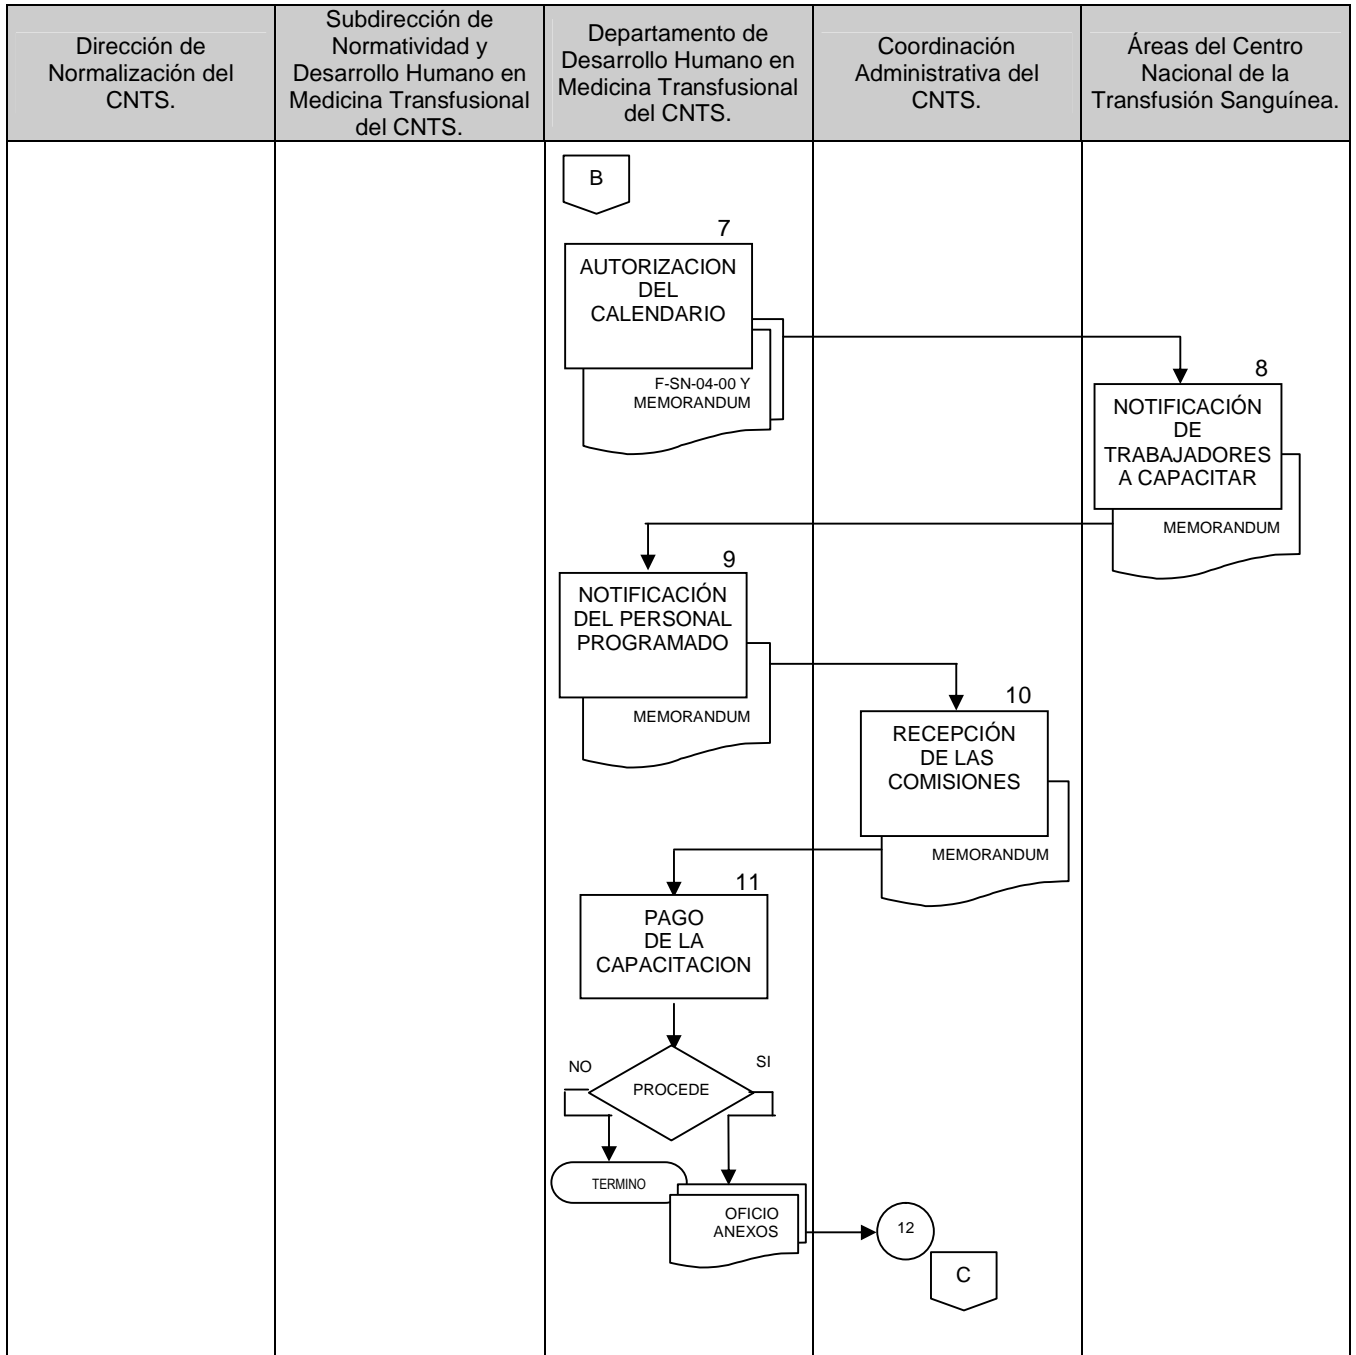 Dirección de
Normalización del
CNTS.
Subdirección de
Normatividad y
Desarrollo Humano en
Medicina Transfusional
del CNTS.
Departamento de
Desarrollo Humano en
Medicina Transfusional
del CNTS.
Coordinación
Administrativa del
CNTS.
Áreas del Centro
Nacional de la
Transfusión Sanguínea.
B
7
AUTORIZACION
DEL
CALENDARIO
F-SN-04-00 Y
MEMORANDUM
8
NOTIFICACIÓN
DE
TRABAJADORES
A CAPACITAR
MEMORANDUM
9
NOTIFICACIÓN
DEL PERSONAL
PROGRAMADO
MEMORANDUM
10
RECEPCIÓN
DE LAS
COMISIONES
MEMORANDUM
11
PAGO
DE LA
CAPACITACION
NO
SI
PROCEDE
TERMINO
OFICIO
ANEXOS
12
C